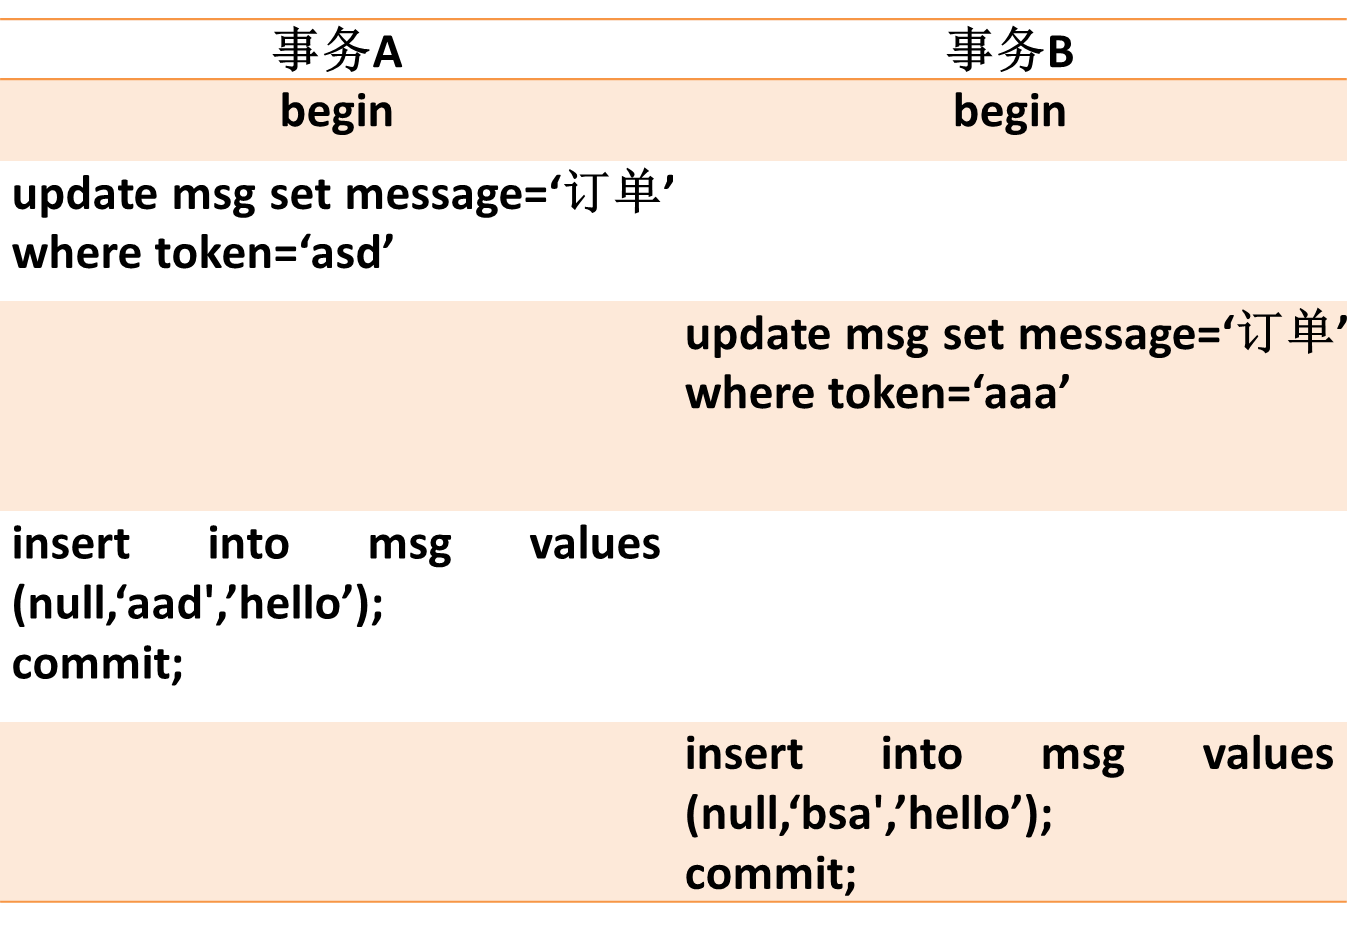 事务A 事务B
begin begin
update msg set message=‘订单’
where token=‘asd’
update msg set message=‘订单’
where token=‘aaa’
insert into msg values
(null,‘aad',’hello’);
commit;
insert into msg values
(null,‘bsa',’hello’);
commit;